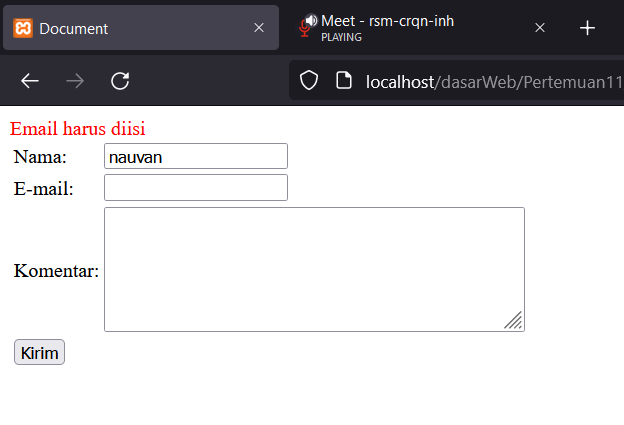 Document
Meet - rsm-crqn-inh
PLAYING
localhost/dasarWeb/Pertemuan11
Email harus diisi
Nama: nauvan
E-mail:
Komentar:
Kirim